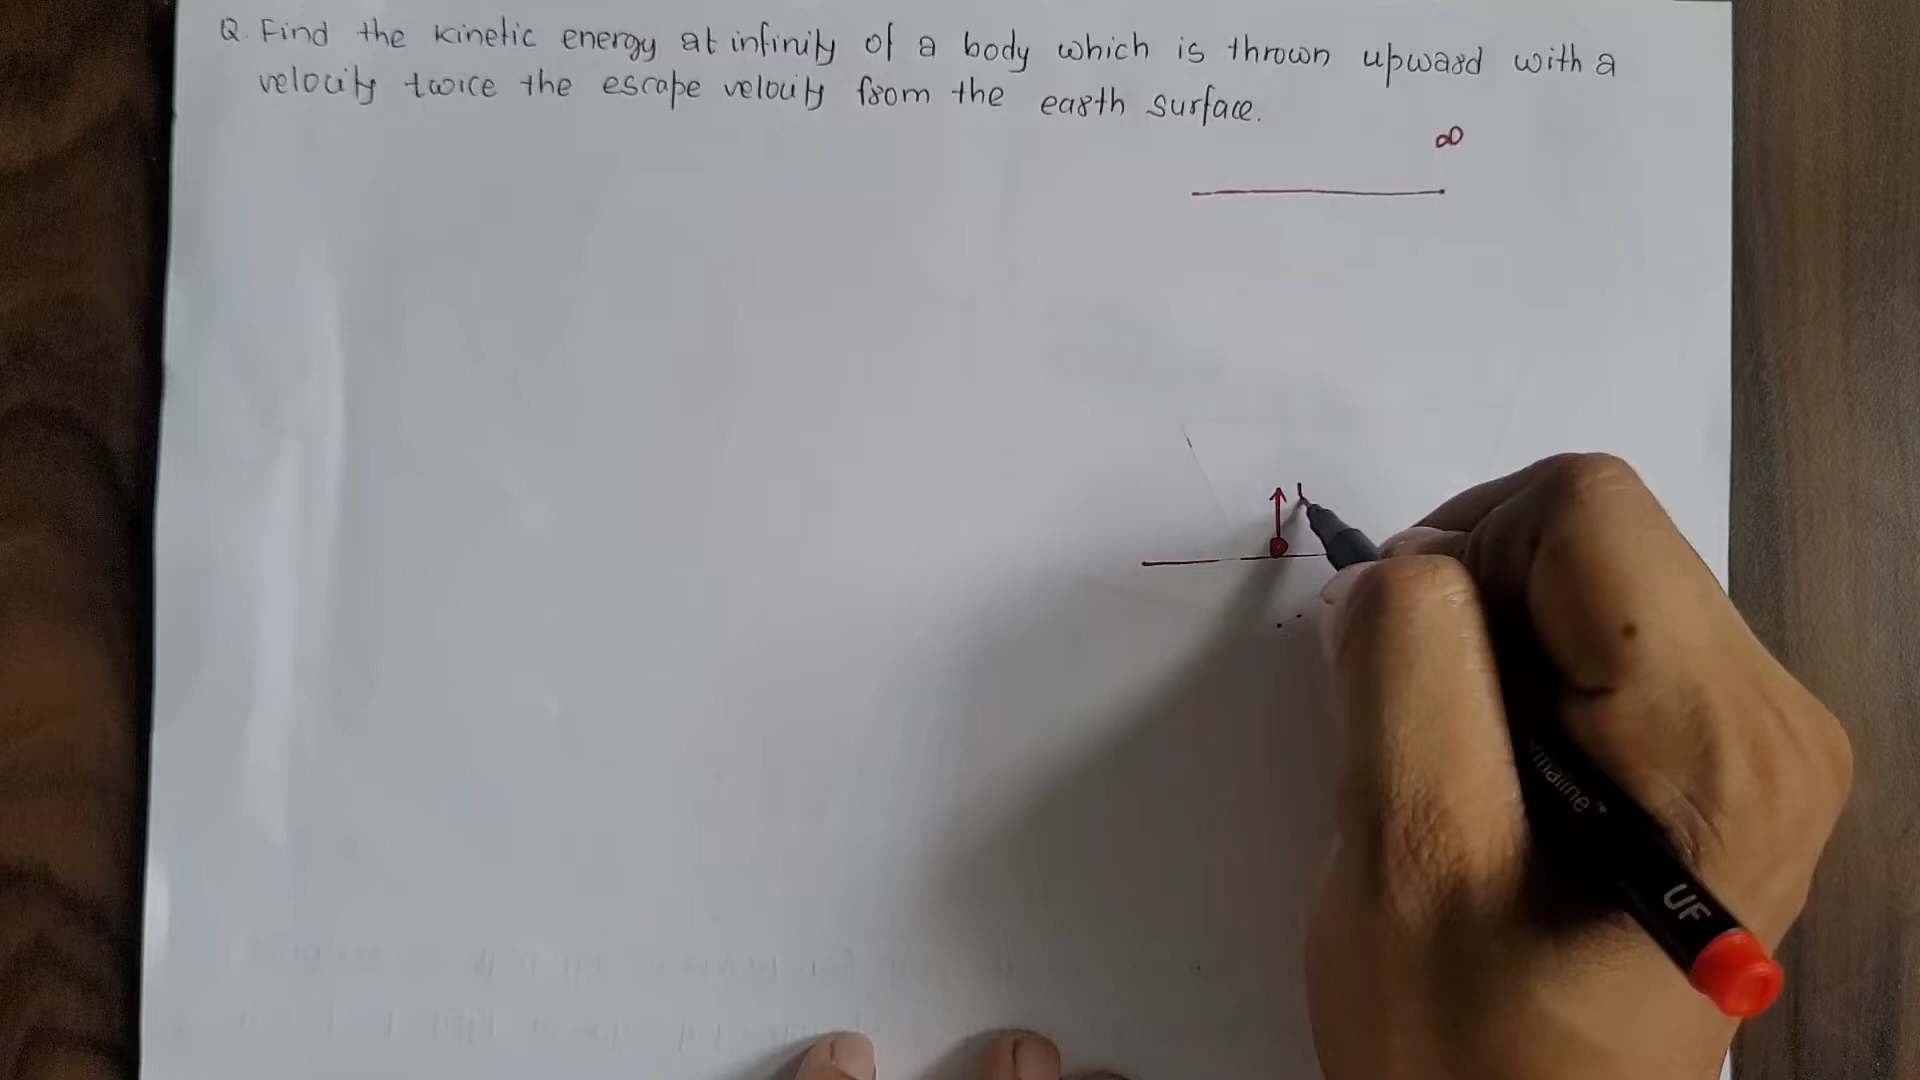 Q. Find the kinetic energy at infinity of a body which is thrown upward with a
velocity twice the escape velocity from the earth surface.
∞
UF